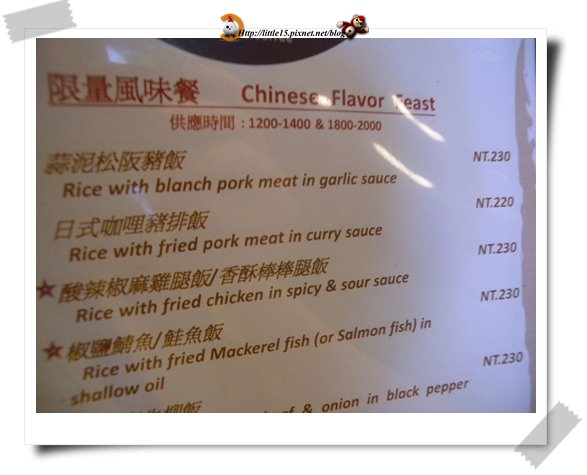 Http://little15.pixnet.net/blog
限量風味餐 Chinese Flavor Feast
供應時間：1200-1400 & 1800-2000
蒜泥松阪豬飯 NT.230
Rice with blanch pork meat in garlic sauce
日式咖哩豬排飯 NT.220
Rice with fried pork meat in curry sauce
★酸辣椒麻雞腿飯/香酥棒棒腿飯 NT.230
Rice with fried chicken in spicy & sour sauce
★椒鹽鯖魚/鮭魚飯 NT.230
Rice with fried Mackerel fish (or Salmon fish) in
shallow oil
NT.230
& onion in black pepper